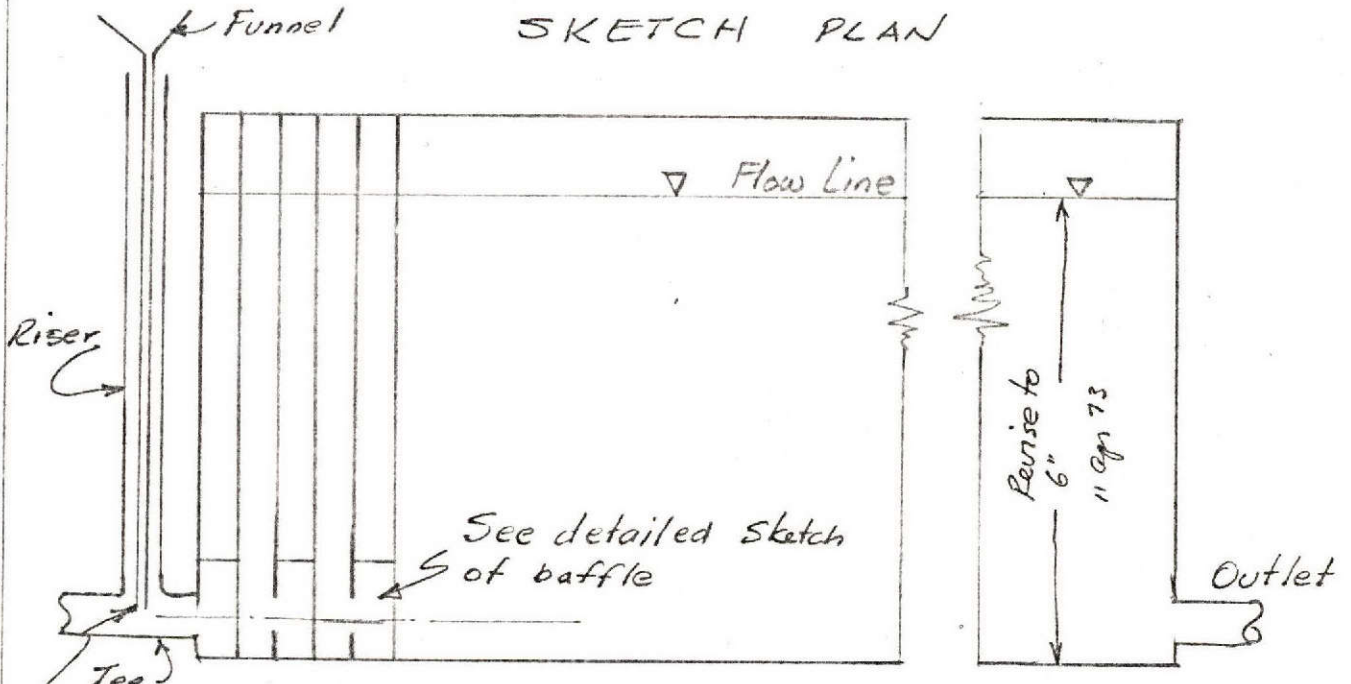 Funnel
SKETCH PLAN
Flow Line
Riser
Revise to
6"
11 Apr 73
See detailed Sketch
of baffle
Outlet
Tee